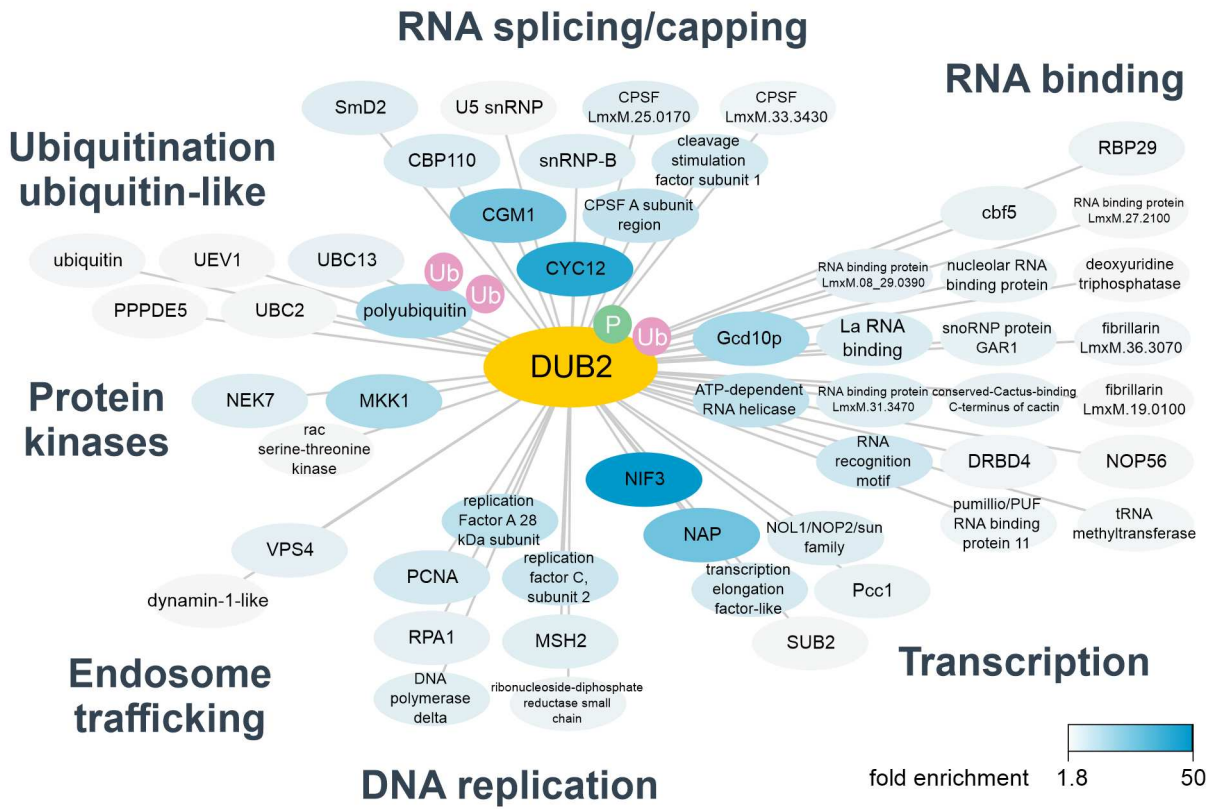 RNA splicing/capping
SmD2
U5 snRNP
CPSF
LmxM.25.0170
CPSF
LmxM.33.3430
CBP110
snRNP-B
cleavage
stimulation
factor subunit 1
CGM1
CPSF A subunit
region
CYC12
RNA binding
RBP29
cbf5
RNA binding protein
LmxM.27.2100
RNA binding protein
LmxM.08_29.0390
nucleolar RNA
binding protein
deoxyuridine
triphosphatase
Gcd10p
La RNA
binding
snoRNP protein
GAR1
fibrillarin
LmxM.36.3070
ATP-dependent
RNA helicase
RNA binding protein
LmxM.31.3470
conserved-Cactus-binding
C-terminus of cactin
fibrillarin
LmxM.19.0100
RNA
recognition
motif
DRBD4
NOP56
pumillio/PUF
RNA binding
protein 11
tRNA
methyltransferase
Ubiquitination
ubiquitin-like
ubiquitin
UEV1
UBC13
PPPDE5
UBC2
polyubiquitin
Ub
Ub
P
Ub
DUB2
Protein
kinases
NEK7
MKK1
rac
serine-threonine
kinase
VPS4
dynamin-1-like
Endosome
trafficking
replication
Factor A 28
kDa subunit
PCNA
replication
factor C,
subunit 2
RPA1
MSH2
DNA
polymerase
delta
ribonucleoside-diphosphate
reductase small
chain
DNA replication
NIF3
NAP
NOL1/NOP2/sun
family
transcription
elongation
factor-like
Pcc1
SUB2
Transcription
fold enrichment
1.8
50